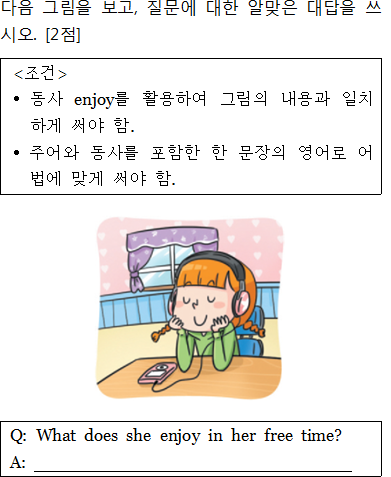 다음 그림을 보고, 질문에 대한 알맞은 대답을 쓰
시오. [2점]
<조건>
• 동사 enjoy를 활용하여 그림의 내용과 일치
하게 써야 함.
• 주어와 동사를 포함한 한 문장의 영어로 어
법에 맞게 써야 함.
Q: What does she enjoy in her free time?
A: ______________________________